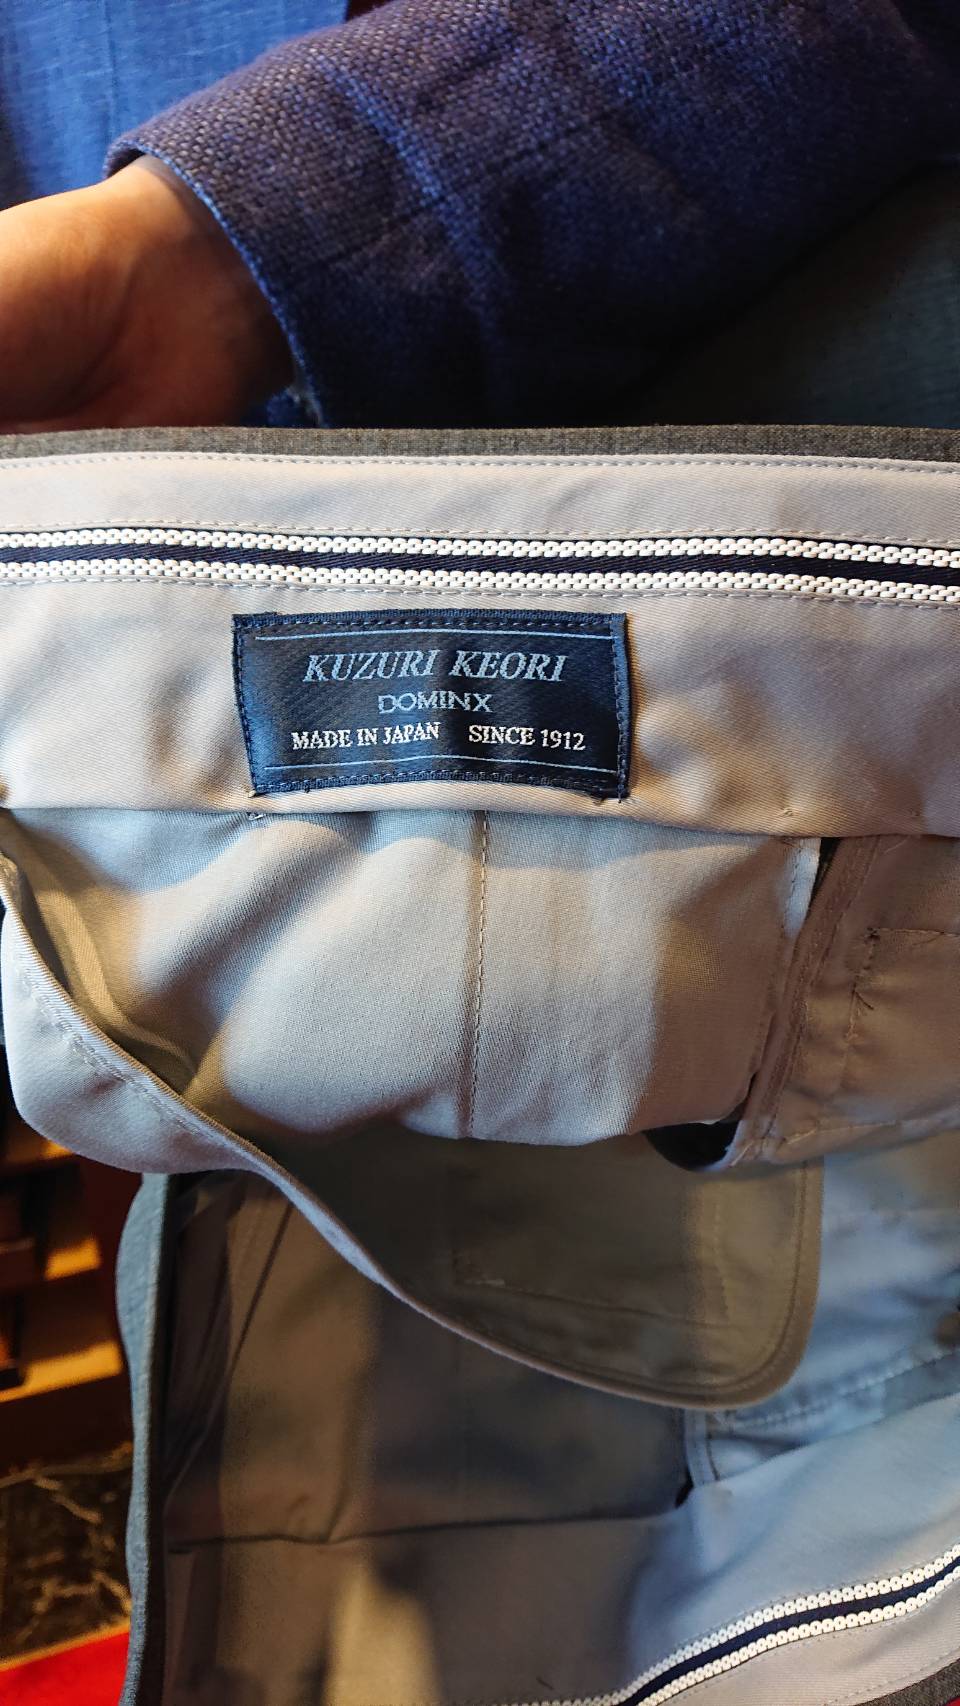 KUZURI KEORI
DOMINX
MADE IN JAPAN SINCE 1912